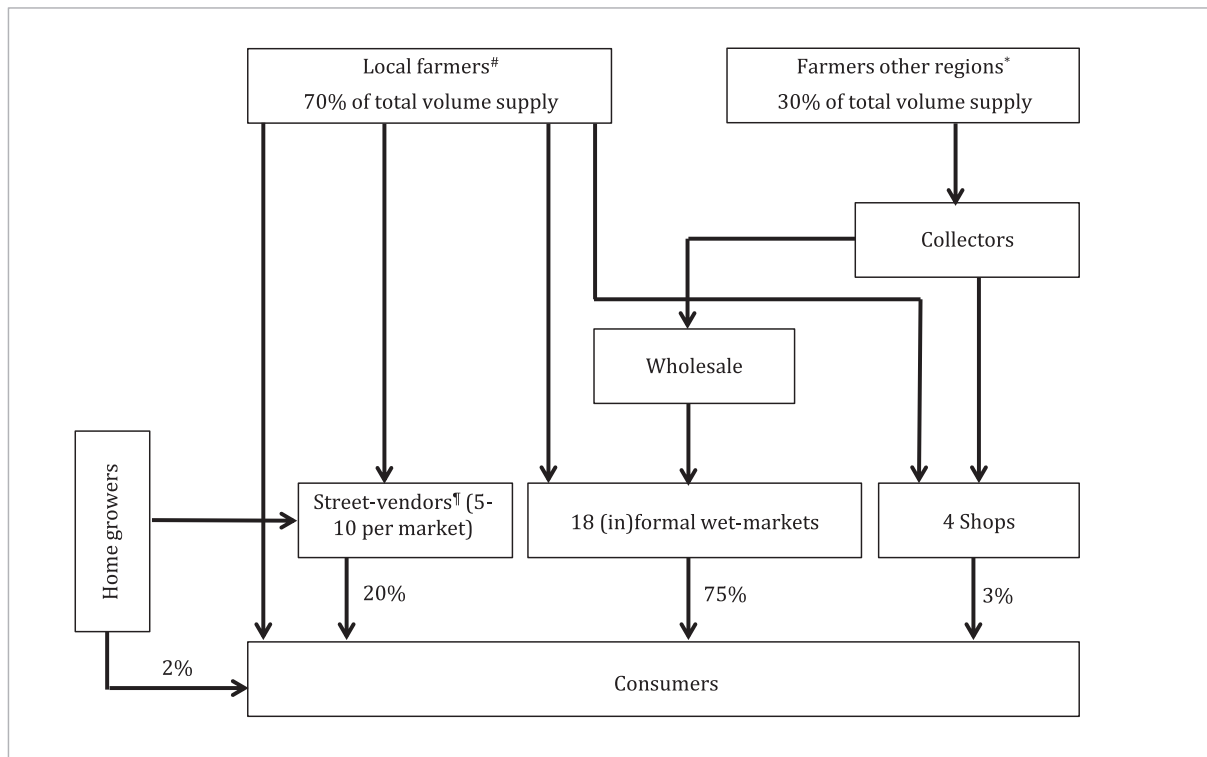 Local farmers#
70% of total volume supply
Farmers other regions*
30% of total volume supply
Collectors
Wholesale
Home growers
Street-vendors¶ (5-
10 per market)
18 (in)formal wet-markets
4 Shops
20%
75%
3%
2%
Consumers